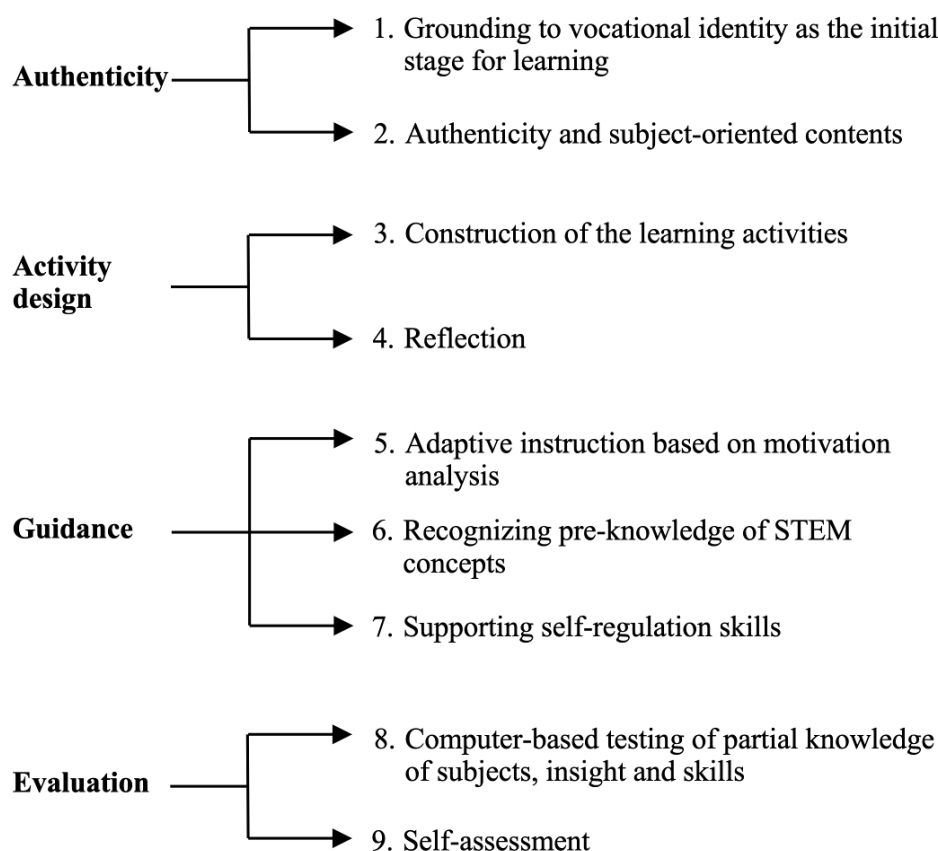 Authenticity
1. Grounding to vocational identity as the initial
stage for learning
2. Authenticity and subject-oriented contents
Activity
design
3. Construction of the learning activities
4. Reflection
Guidance
5. Adaptive instruction based on motivation
analysis
6. Recognizing pre-knowledge of STEM
concepts
7. Supporting self-regulation skills
Evaluation
8. Computer-based testing of partial knowledge
of subjects, insight and skills
9. Self-assessment